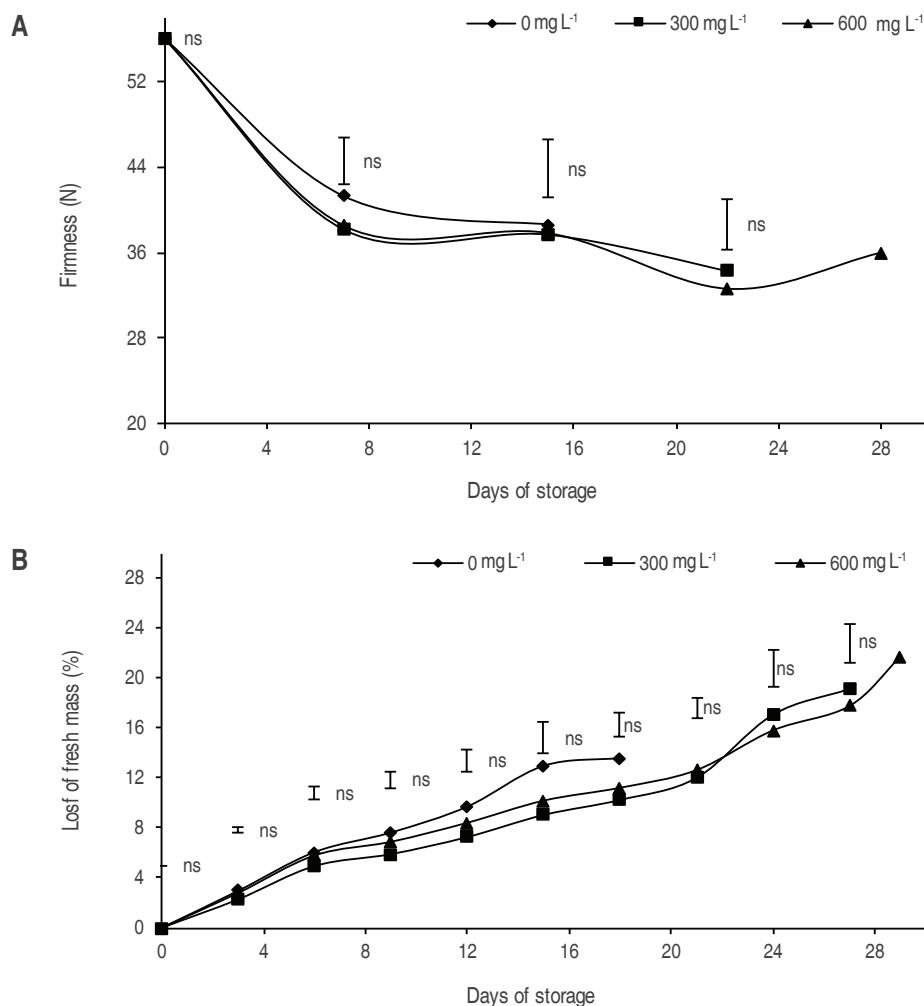 A
0 mg L-1 300 mg L-1 600 mg L-1
ns
52
ns
ns
44
ns
36
28
20
Firmness (N)
0 4 8 12 16 20 24 28
Days of storage
B
0 mg L-1 300 mg L-1 600 mg L-1
28
24
ns
20
ns
ns
ns
16
ns
ns
12
ns
ns
8
ns
ns
4
0
Losf of fresh mass (%)
0 4 8 12 16 20 24 28
Days of storage